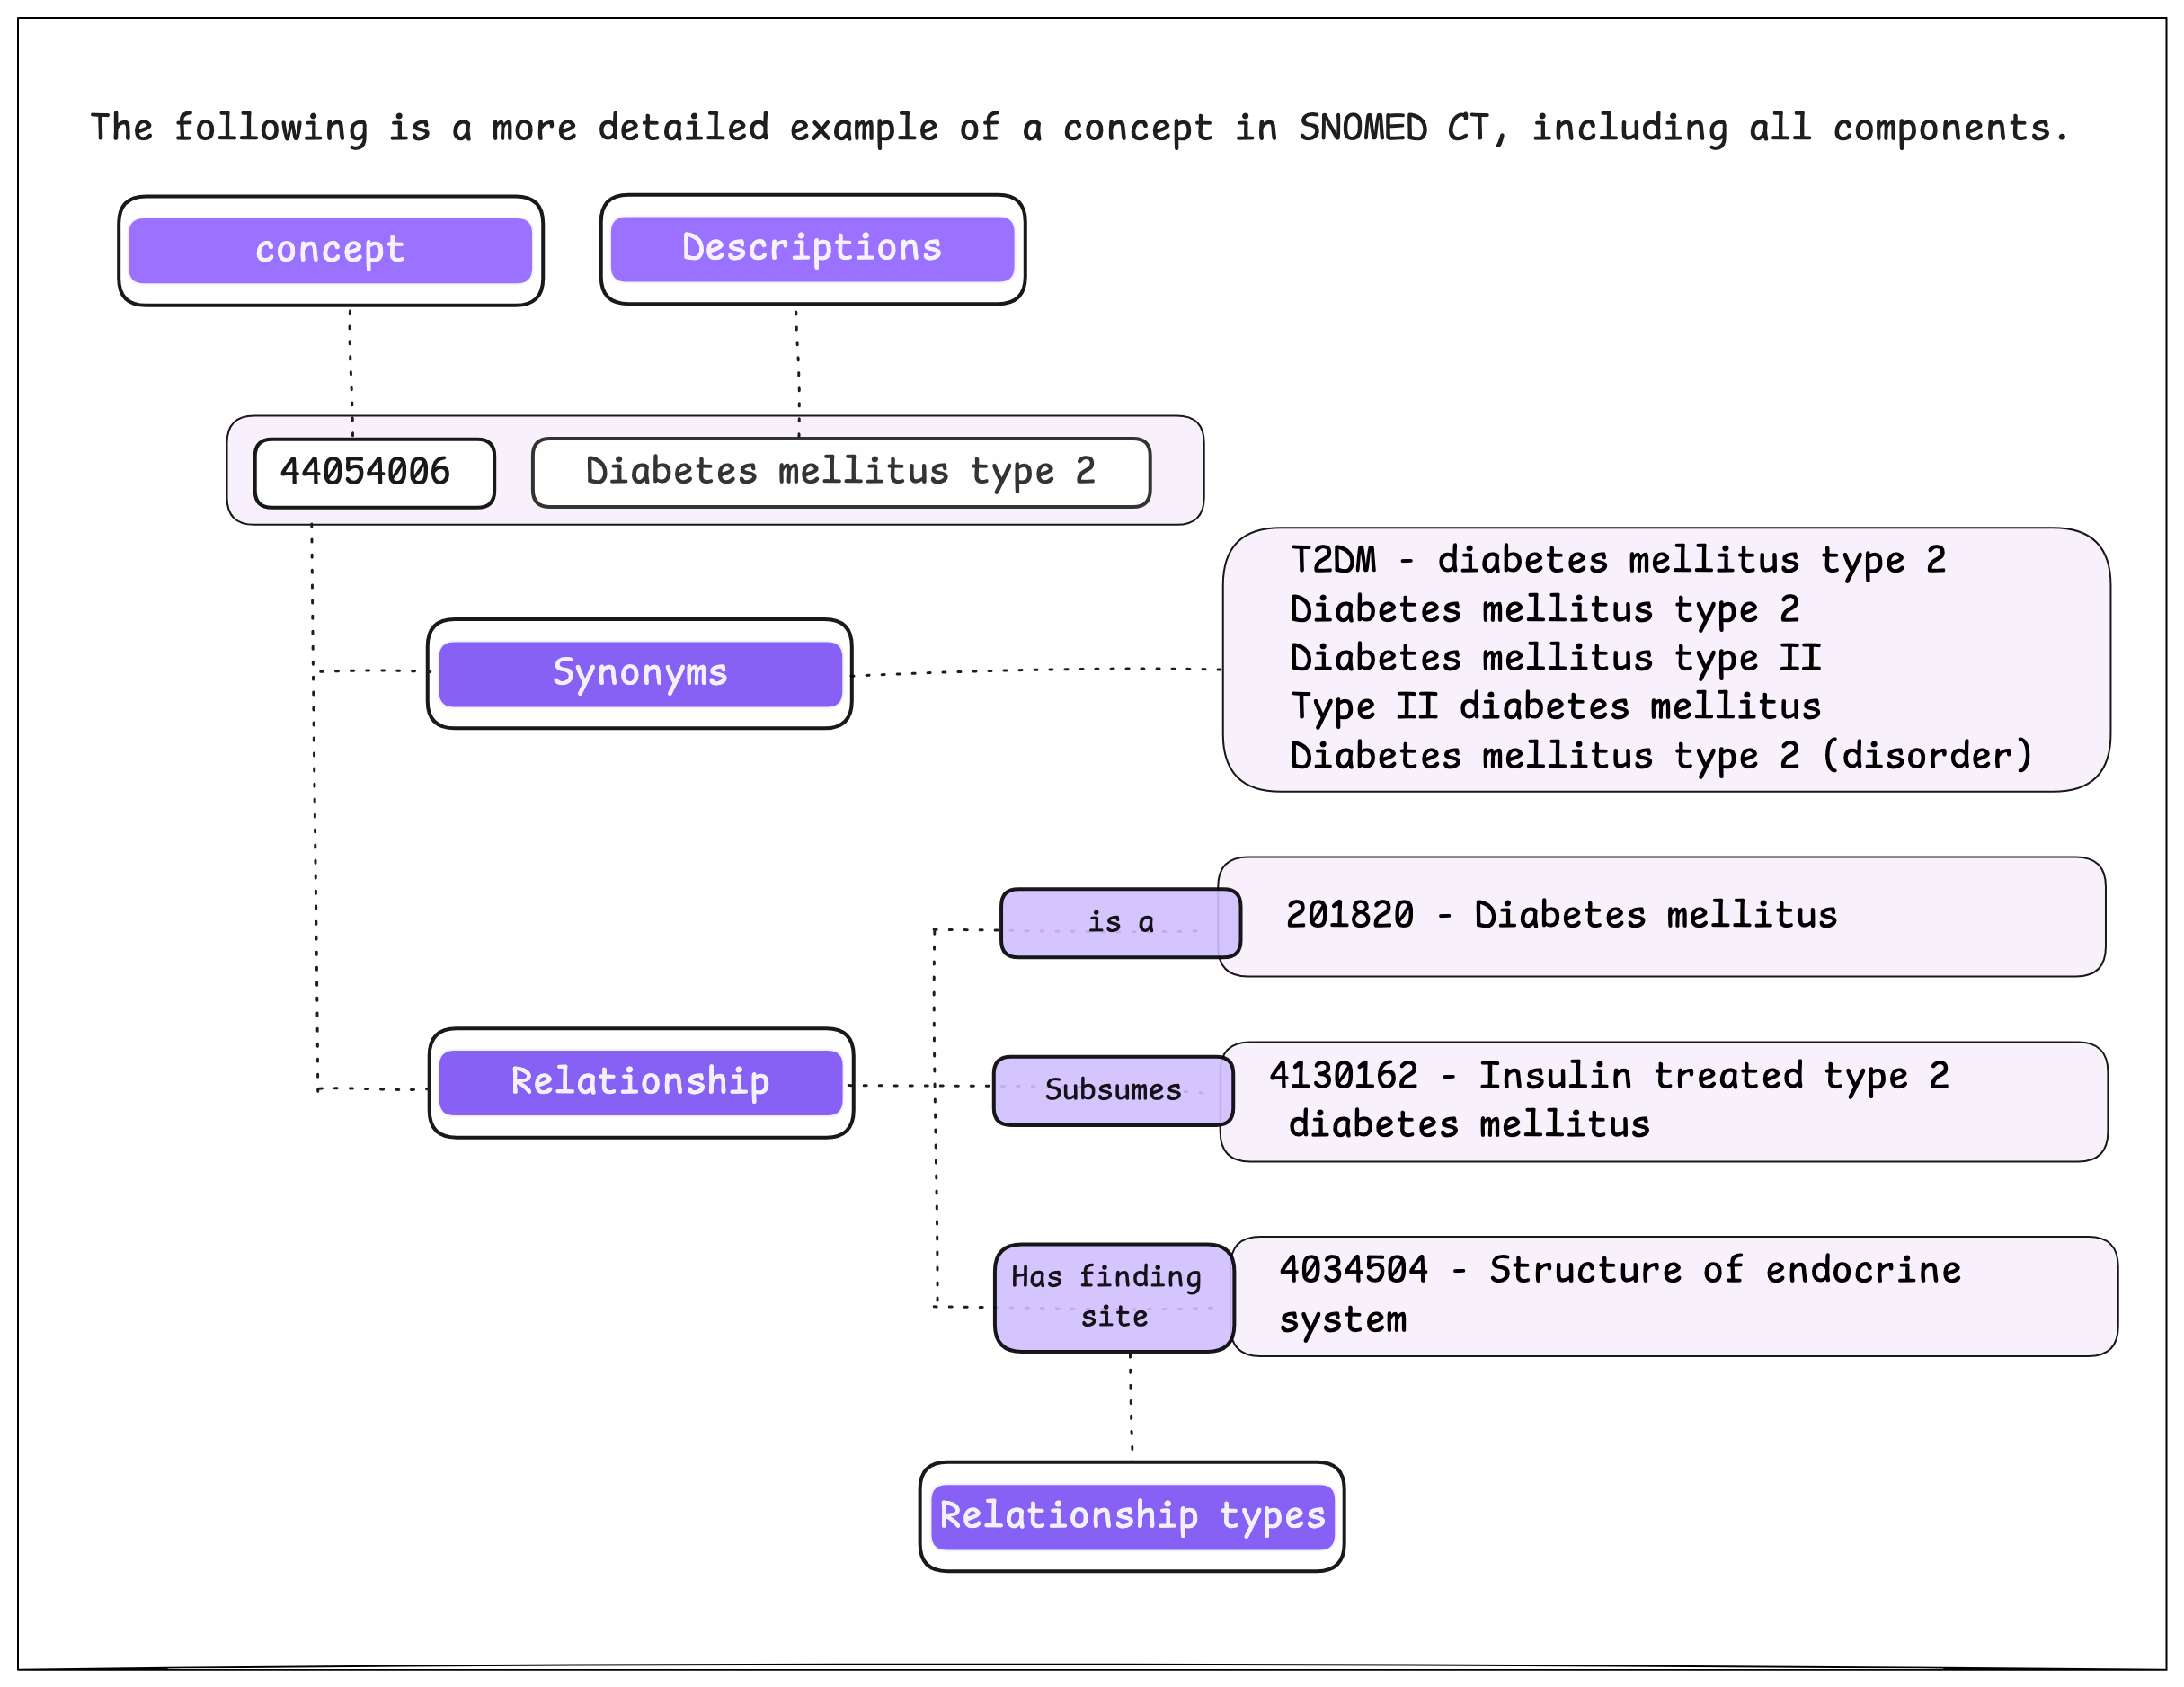 The following is a more detailed example of a concept in SNOMED CT, including all components.
concept
Descriptions
44054006
Diabetes mellitus type 2
Synonyms
T2DM - diabetes mellitus type 2
Diabetes mellitus type 2
Diabetes mellitus type II
Type II diabetes mellitus
Diabetes mellitus type 2 (disorder)
Relationship
is a
201820 - Diabetes mellitus
Subsumes
4130162 - Insulin treated type 2
diabetes mellitus
Has finding
site
4034504 - Structure of endocrine
system
Relationship types